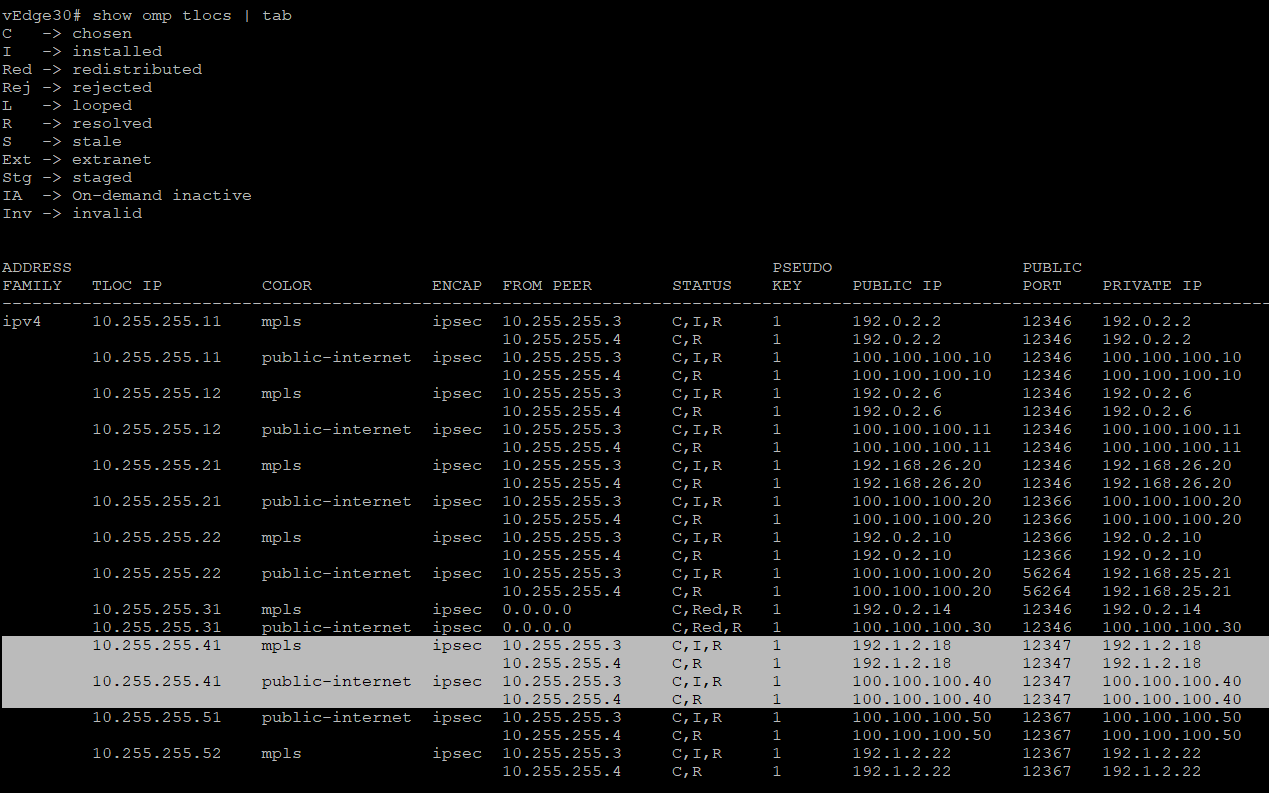 vEdge30# show omp tlocs | tab
C   -> chosen
I   -> installed
Red -> redistributed
Rej -> rejected
L   -> looped
R   -> resolved
S   -> stale
Ext -> extranet
Stg -> staged
IA  -> On-demand inactive
Inv -> invalid
ADDRESS                                                                      PSEUDO                   PUBLIC
FAMILY   TLOC IP          COLOR            ENCAP  FROM PEER        STATUS    KEY     PUBLIC IP        PORT    PRIVATE IP
-------------------------------------------------------------------------------------------------------------------------------
ipv4     10.255.255.11    mpls             ipsec  10.255.255.3     C,I,R     1       192.0.2.2        12346   192.0.2.2
                                                  10.255.255.4     C,R       1       192.0.2.2        12346   192.0.2.2
         10.255.255.11    public-internet  ipsec  10.255.255.3     C,I,R     1       100.100.100.10   12346   100.100.100.10
                                                  10.255.255.4     C,R       1       100.100.100.10   12346   100.100.100.10
         10.255.255.12    mpls             ipsec  10.255.255.3     C,I,R     1       192.0.2.6        12346   192.0.2.6
                                                  10.255.255.4     C,R       1       192.0.2.6        12346   192.0.2.6
         10.255.255.12    public-internet  ipsec  10.255.255.3     C,I,R     1       100.100.100.11   12346   100.100.100.11
                                                  10.255.255.4     C,R       1       100.100.100.11   12346   100.100.100.11
         10.255.255.21    mpls             ipsec  10.255.255.3     C,I,R     1       192.168.26.20    12346   192.168.26.20
                                                  10.255.255.4     C,R       1       192.168.26.20    12346   192.168.26.20
         10.255.255.21    public-internet  ipsec  10.255.255.3     C,I,R     1       100.100.100.20   12366   100.100.100.20
                                                  10.255.255.4     C,R       1       100.100.100.20   12366   100.100.100.20
         10.255.255.22    mpls             ipsec  10.255.255.3     C,I,R     1       192.0.2.10       12366   192.0.2.10
                                                  10.255.255.4     C,R       1       192.0.2.10       12366   192.0.2.10
         10.255.255.22    public-internet  ipsec  10.255.255.3     C,I,R     1       100.100.100.20   56264   192.168.25.21
                                                  10.255.255.4     C,R       1       100.100.100.20   56264   192.168.25.21
         10.255.255.31    mpls             ipsec  0.0.0.0          C,Red,R   1       192.0.2.14       12346   192.0.2.14
         10.255.255.31    public-internet  ipsec  0.0.0.0          C,Red,R   1       100.100.100.30   12346   100.100.100.30
         10.255.255.41    mpls             ipsec  10.255.255.3     C,I,R     1       192.1.2.18       12347   192.1.2.18
                                                  10.255.255.4     C,R       1       192.1.2.18       12347   192.1.2.18
         10.255.255.41    public-internet  ipsec  10.255.255.3     C,I,R     1       100.100.100.40   12347   100.100.100.40
                                                  10.255.255.4     C,R       1       100.100.100.40   12347   100.100.100.40
         10.255.255.51    public-internet  ipsec  10.255.255.3     C,I,R     1       100.100.100.50   12367   100.100.100.50
                                                  10.255.255.4     C,R       1       100.100.100.50   12367   100.100.100.50
         10.255.255.52    mpls             ipsec  10.255.255.3     C,I,R     1       192.1.2.22       12367   192.1.2.22
                                                  10.255.255.4     C,R       1       192.1.2.22       12367   192.1.2.22